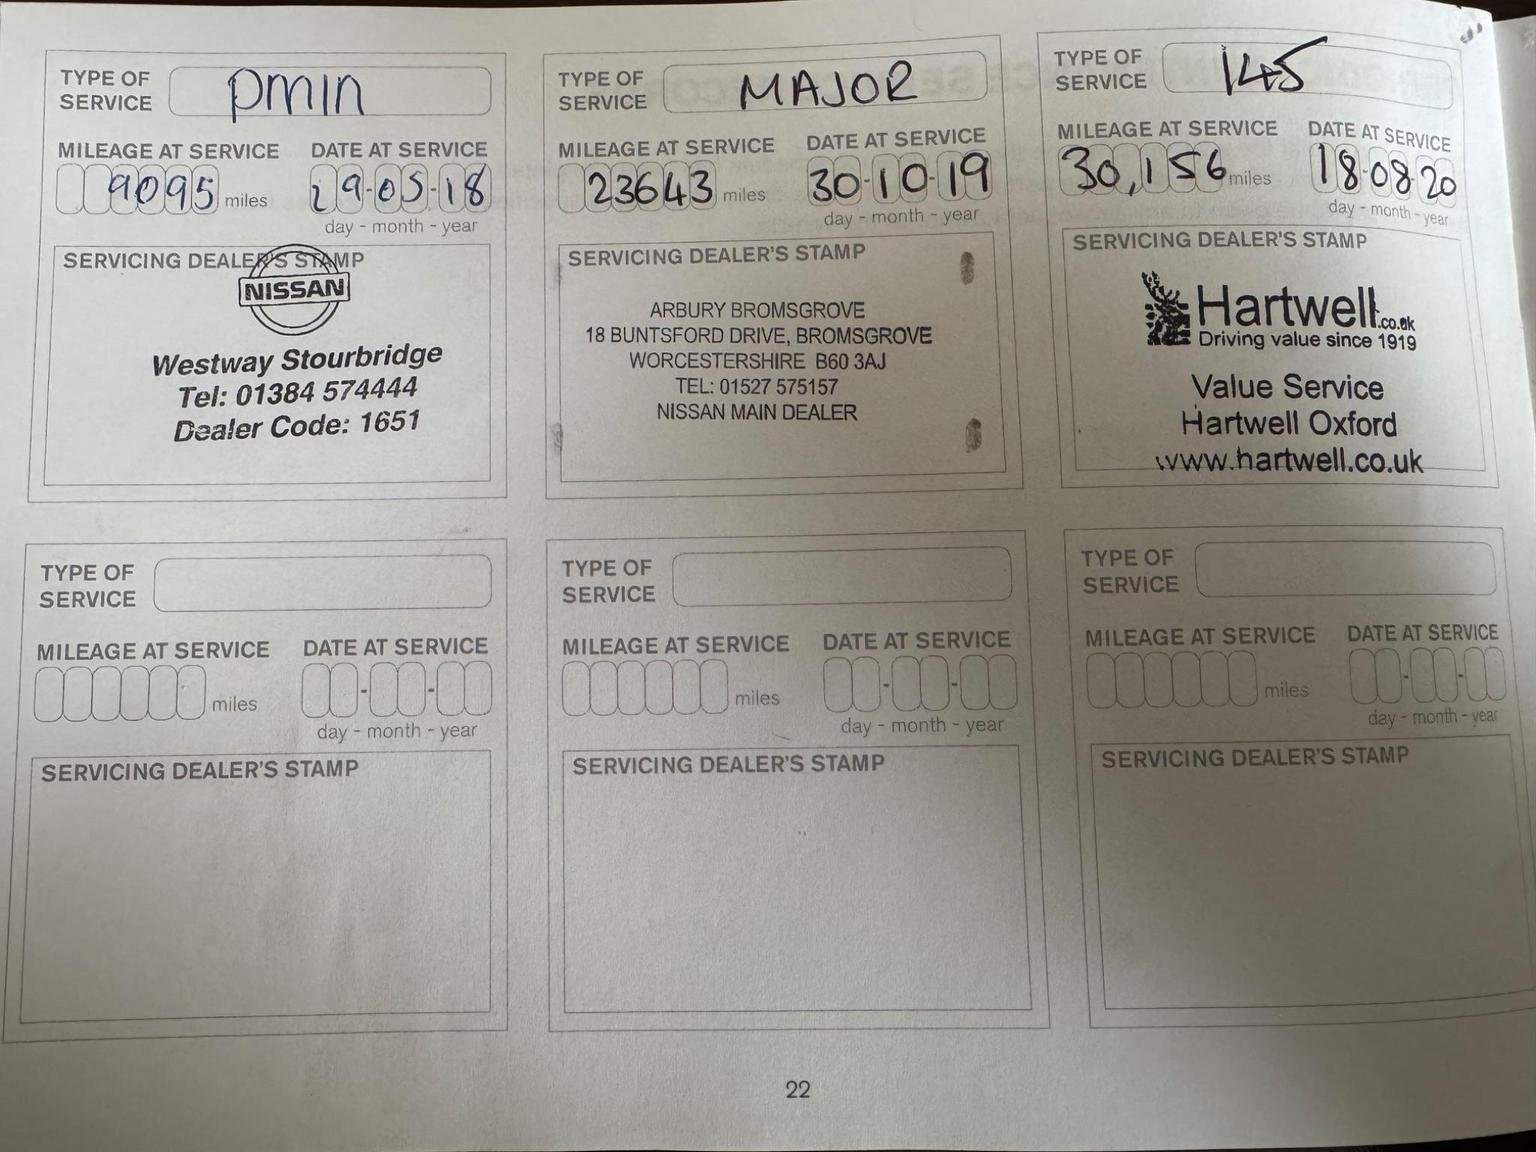 TYPE OF SERVICE pmin
MILEAGE AT SERVICE DATE AT SERVICE
9095 miles 29-05-18
day - month - year
SERVICING DEALER'S STAMP
NISSAN
Westway Stourbridge
Tel: 01384 574444
Dealer Code: 1651
TYPE OF SERVICE MAJOR
MILEAGE AT SERVICE DATE AT SERVICE
23643 miles 30-10-19
day - month - year
SERVICING DEALER'S STAMP
ARBURY BROMSGROVE
18 BUNTSFORD DRIVE, BROMSGROVE
WORCESTERSHIRE B60 3AJ
TEL: 01527 575157
NISSAN MAIN DEALER
TYPE OF SERVICE 145
MILEAGE AT SERVICE DATE AT SERVICE
30,156 miles 18-08-20
day - month - year
SERVICING DEALER'S STAMP
Hartwell.co.uk
Driving value since 1919
Value Service
Hartwell Oxford
www.hartwell.co.uk
TYPE OF SERVICE
MILEAGE AT SERVICE DATE AT SERVICE
miles - -
day - month - year
SERVICING DEALER'S STAMP
TYPE OF SERVICE
MILEAGE AT SERVICE DATE AT SERVICE
miles - -
day - month - year
SERVICING DEALER'S STAMP
TYPE OF SERVICE
MILEAGE AT SERVICE DATE AT SERVICE
miles - -
day - month - year
SERVICING DEALER'S STAMP
22